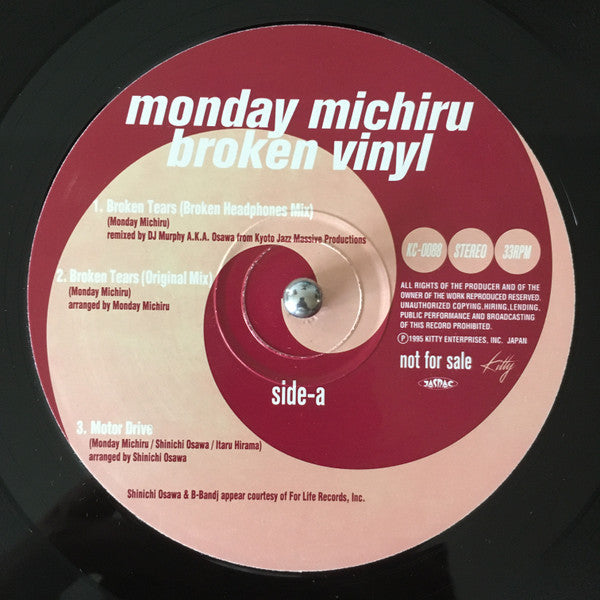 monday michiru
broken vinyl
1. Broken Tears (Broken Headphones Mix)
(Monday Michiru)
remixed by DJ Murphy A.K.A. Osawa from Kyoto Jazz Massive Productions
2. Broken Tears (Original Mix)
(Monday Michiru)
arranged by Monday Michiru
KC-0088 STEREO 33RPM
ALL RIGHTS OF THE PRODUCER AND OF THE
OWNER OF THE WORK REPRODUCED RESERVED.
UNAUTHORIZED COPYING, HIRING, LENDING,
PUBLIC PERFORMANCE AND BROADCASTING
OF THIS RECORD PROHIBITED.
Ⓟ1995 KITTY ENTERPRISES, INC. JAPAN
not for sale Kitty
JASRAC
side-a
3. Motor Drive
(Monday Michiru / Shinichi Osawa / Itaru Hirama)
arranged by Shinichi Osawa
Shinichi Osawa & B-Bandj appear courtesy of For Life Records, Inc.